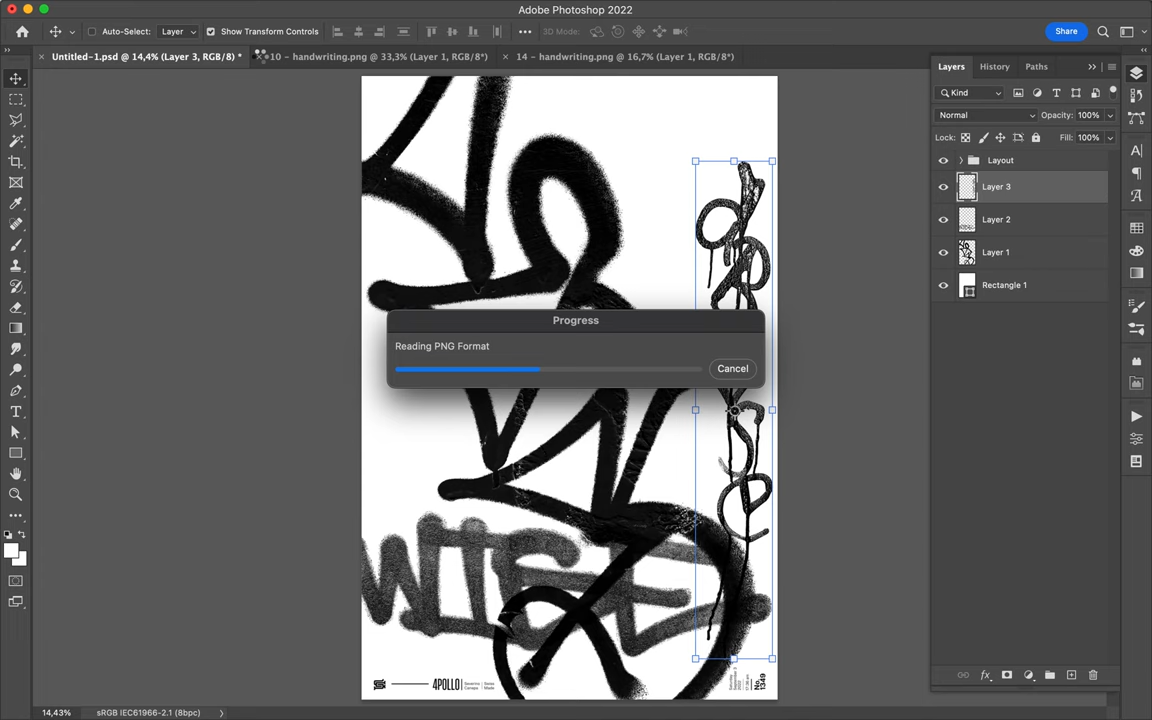 Adobe Photoshop 2022
Auto-Select:
Layer
Show Transform Controls
3D Mode:
Share
Untitled-1.psd @ 14,4% (Layer 3, RGB/8) *
10 - handwriting.png @ 33,3% (Layer 1, RGB/8*)
14 - handwriting.png @ 16,7% (Layer 1, RGB/8*)
Layers
History
Paths
Kind
Normal
Opacity: 100%
Lock:
Fill: 100%
Layout
Layer 3
Layer 2
Layer 1
Rectangle 1
Progress
Reading PNG Format
Cancel
4POLLO
No. 1349
14,43%
sRGB IEC61966-2.1 (8bpc)